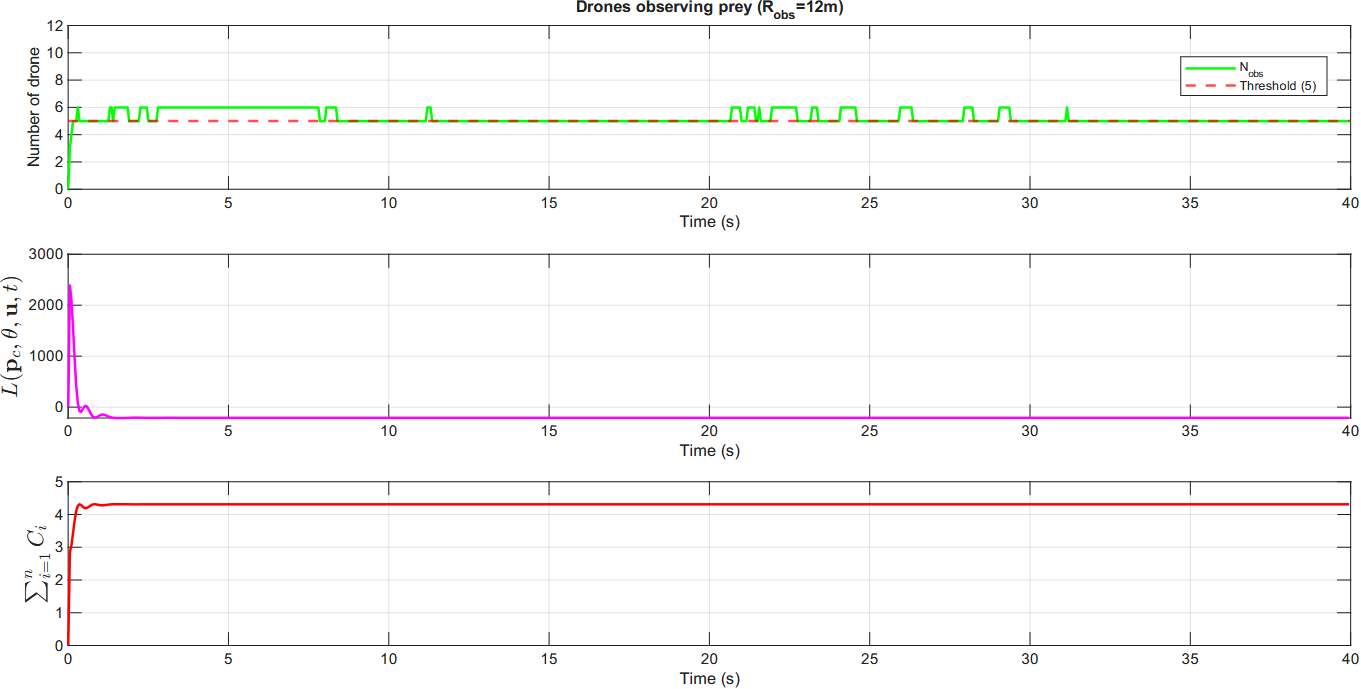 Drones observing prey (R_obs=12m)
12
10
8
6
4
2
0
Number of drone
N_obs
Threshold (5)
0 5 10 15 20 25 30 35 40
Time (s)
3000
2000
1000
0
L(p_c, θ, u, t)
0 5 10 15 20 25 30 35 40
Time (s)
5
4
3
2
1
0
∑_{i=1}^n C_i
0 5 10 15 20 25 30 35 40
Time (s)